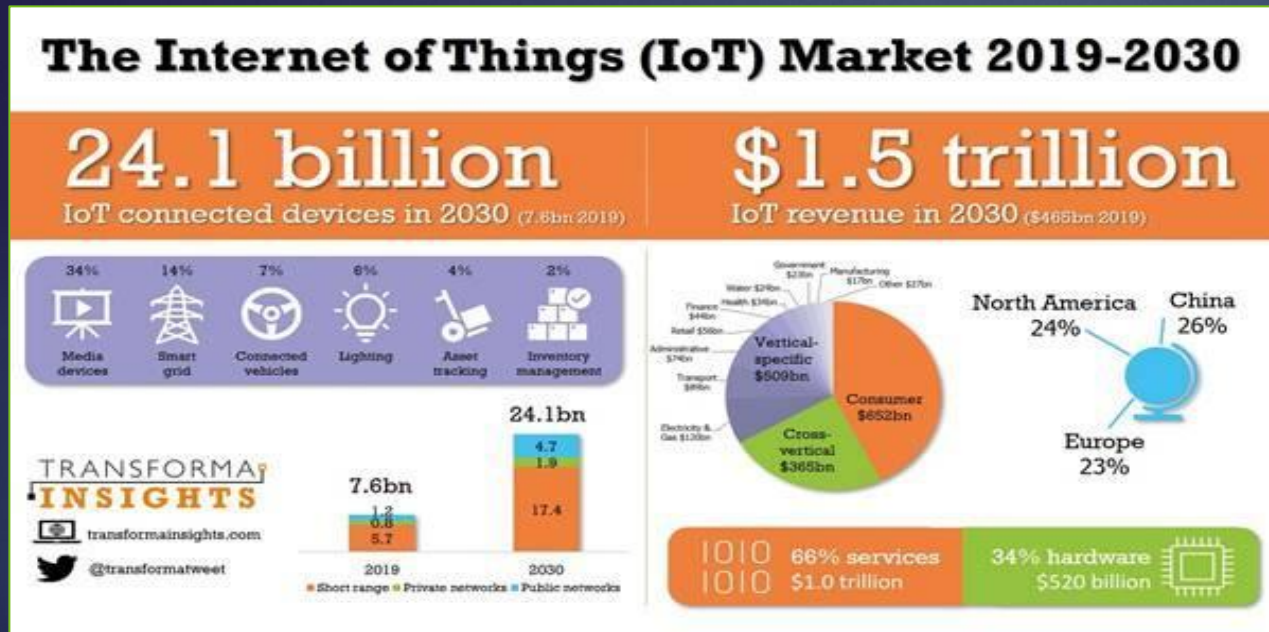 The Internet of Things (IoT) Market 2019-2030
24.1 billion
IoT connected devices in 2030 (7.6bn 2019)
$1.5 trillion
IoT revenue in 2030 ($465bn 2019)
34%
Media
devices
14%
Smart
grid
7%
Connected
vehicles
6%
Lighting
4%
Asset
tracking
2%
Inventory
management
TRANSFORMA
INSIGHTS
transformainsights.com
@transformatweet
7.6bn
1.2
0.8
5.7
2019
24.1bn
4.7
1.9
17.4
2030
Short range Private networks Public networks
Government
$23bn
Manufacturing
$17bn
Other $27bn
Water $24bn
Health $34bn
Finance
$44bn
Retail $56bn
Administrative
$74bn
Transport
$89bn
Electricity &
Gas $120bn
Vertical-
specific
$509bn
Consumer
$652bn
Cross-
vertical
$365bn
North America
24%
China
26%
Europe
23%
1010
1010
66% services
$1.0 trillion
34% hardware
$520 billion